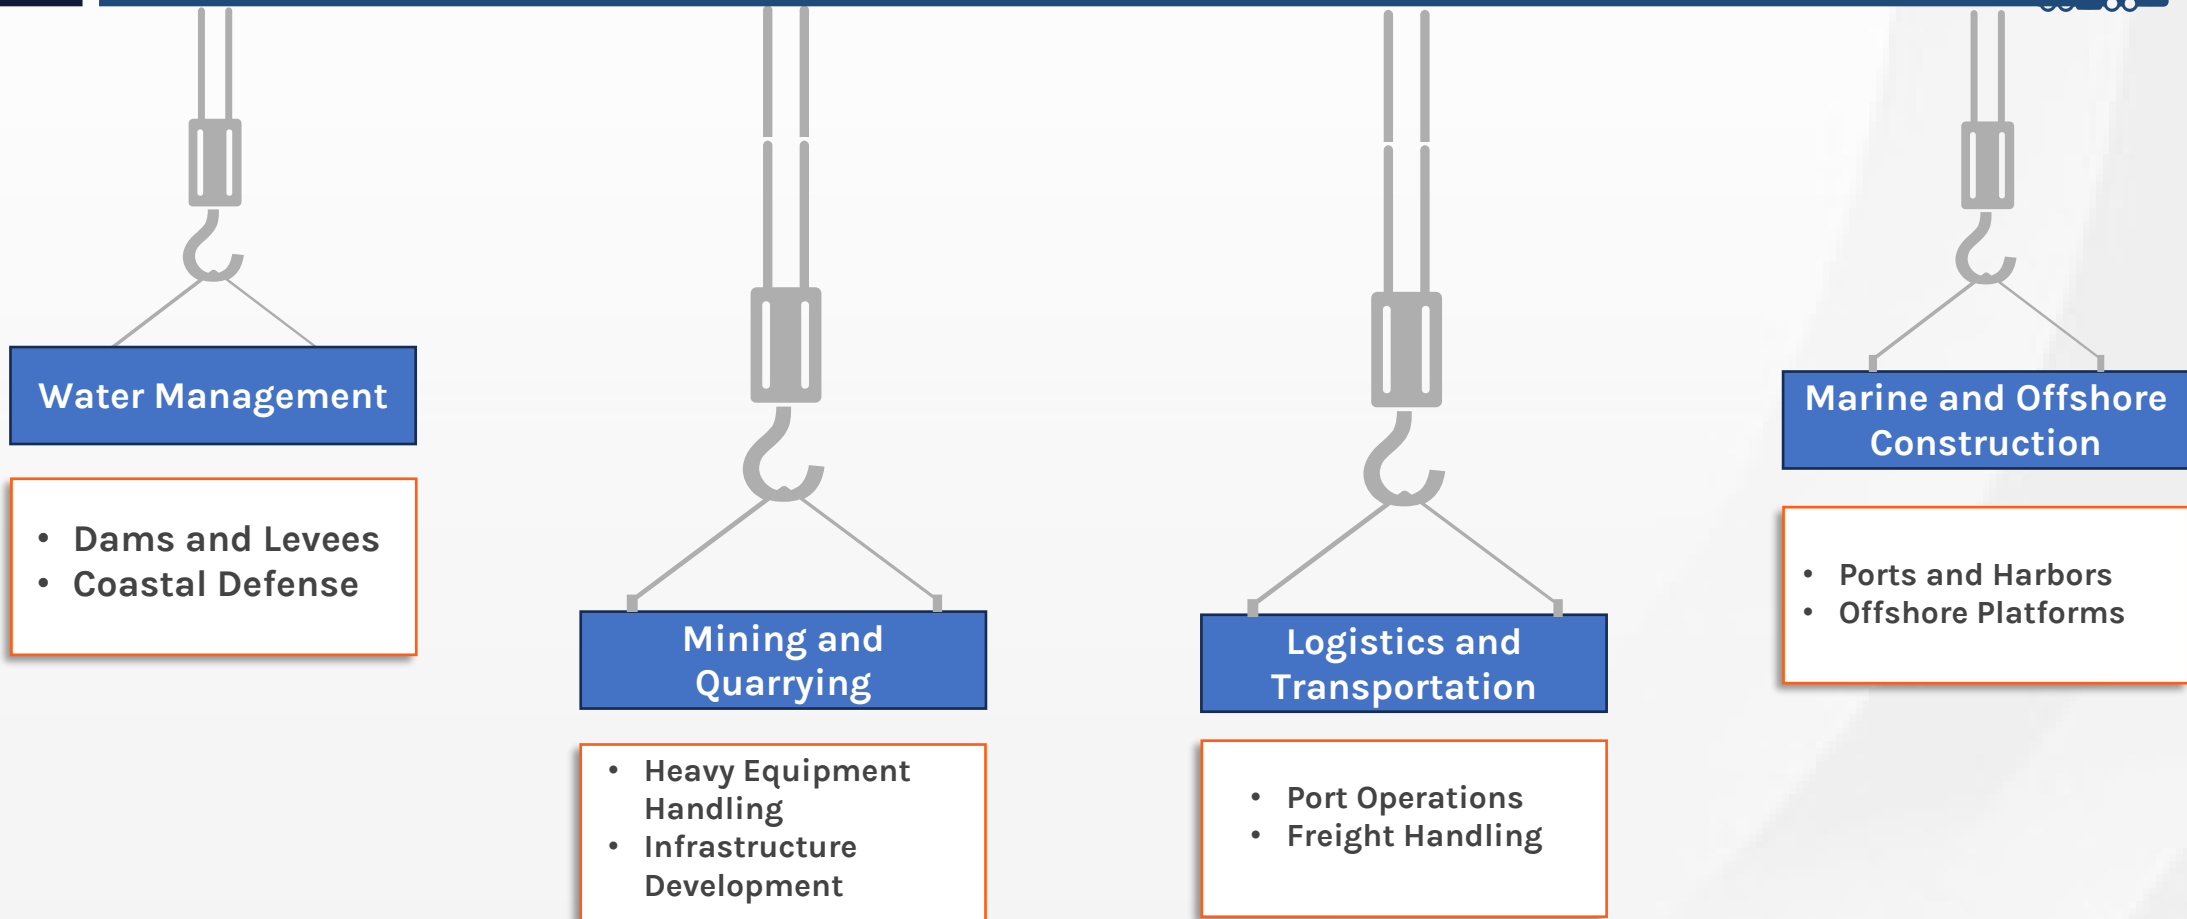 Water Management
• Dams and Levees
• Coastal Defense
Mining and
Quarrying
• Heavy Equipment
Handling
• Infrastructure
Development
Logistics and
Transportation
• Port Operations
• Freight Handling
Marine and Offshore
Construction
• Ports and Harbors
• Offshore Platforms